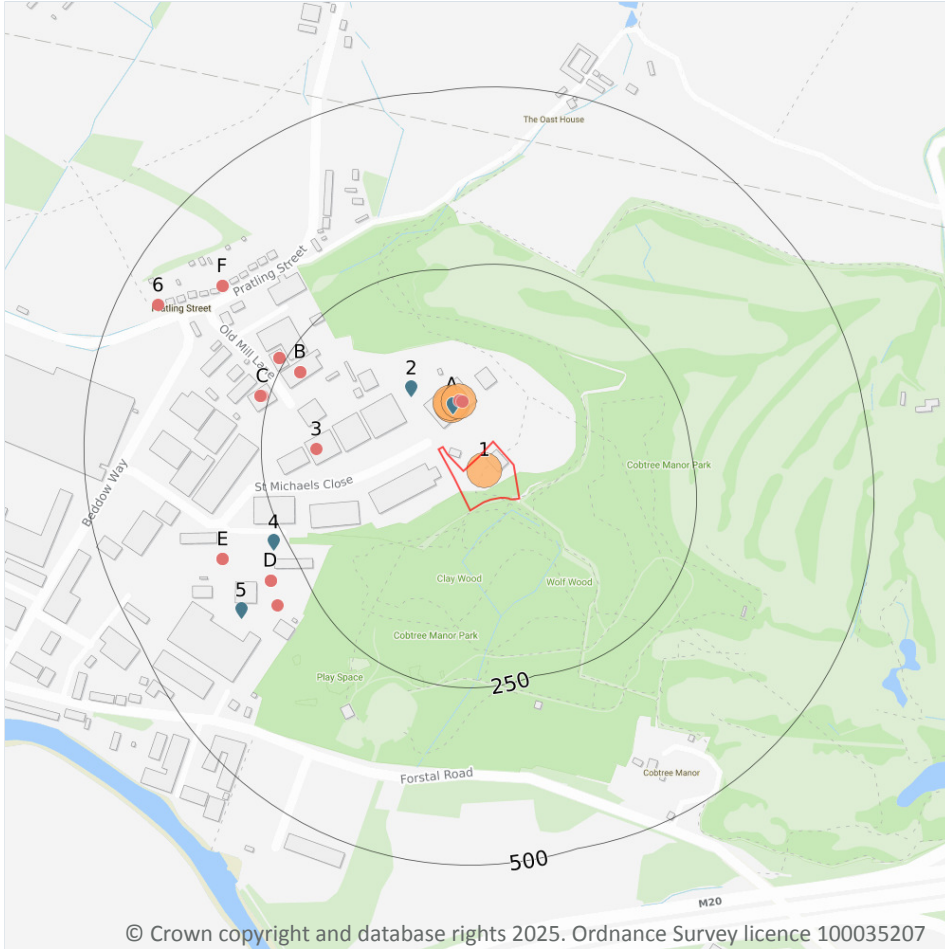 The Oast House
F
Pratling Street
6
Pratling Street
Old Mill Lane
B
2
C
A
3
1
Cobtree Manor Park
St Michaels Close
Beddow Way
4
E
D
Clay Wood
Wolf Wood
5
Cobtree Manor Park
Play Space
250
Forstal Road
Cobtree Manor
500
M20
© Crown copyright and database rights 2025. Ordnance Survey licence 100035207